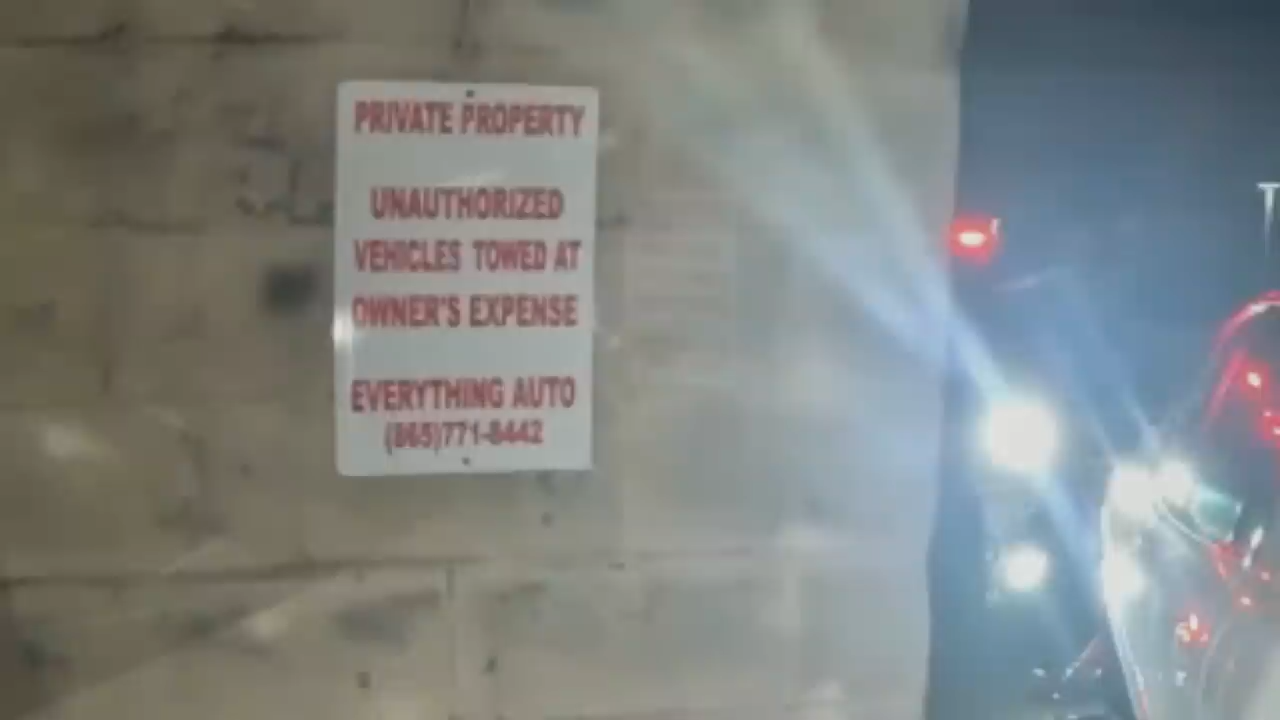 PRIVATE PROPERTY
UNAUTHORIZED
VEHICLES TOWED AT
OWNER'S EXPENSE
EVERYTHING AUTO
(865)771-8442